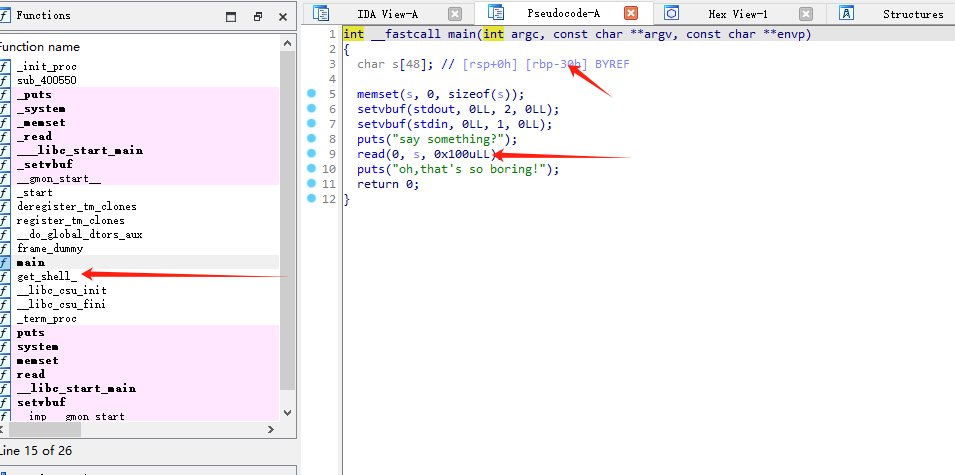 Functions
IDA View-A
Pseudocode-A
Hex View-1
Structures
Function name
_init_proc
sub_400550
_puts
_system
_memset
_read
___libc_start_main
_setvbuf
__gmon_start__
_start
deregister_tm_clones
register_tm_clones
__do_global_dtors_aux
frame_dummy
main
get_shell_
__libc_csu_init
__libc_csu_fini
_term_proc
puts
system
memset
read
__libc_start_main
setvbuf
__imp___gmon_start
Line 15 of 26
1 int __fastcall main(int argc, const char **argv, const char **envp)
2 {
3 char s[48]; // [rsp+0h] [rbp-30h] BYREF
4
5 memset(s, 0, sizeof(s));
6 setvbuf(stdout, 0LL, 2, 0LL);
7 setvbuf(stdin, 0LL, 1, 0LL);
8 puts("say something?");
9 read(0, s, 0x100uLL)
10 puts("oh,that's so boring!");
11 return 0;
12 }